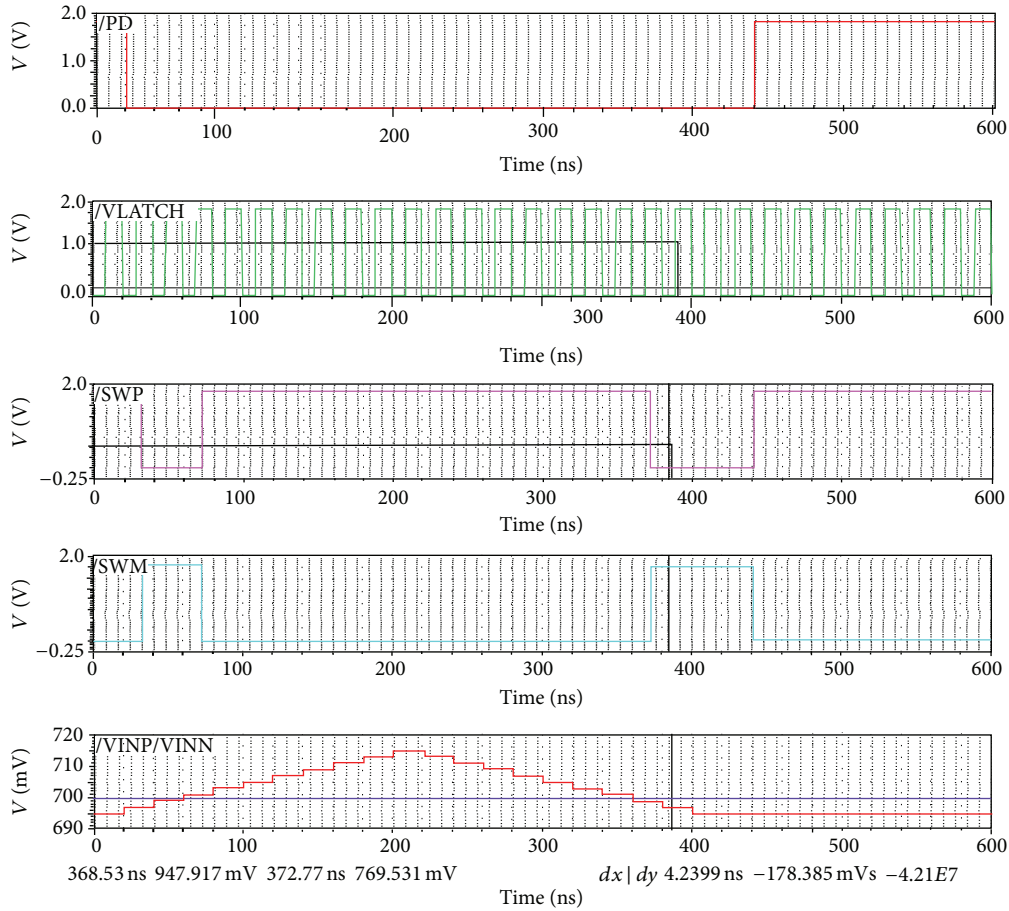 /PD
V (V)
2.0
1.0
0.0
0 100 200 300 400 500 600
Time (ns)
/VLATCH
V (V)
2.0
1.0
0.0
0 100 200 300 400 500 600
Time (ns)
/SWP
V (V)
2.0
−0.25
0 100 200 300 400 500 600
Time (ns)
/SWM
V (V)
2.0
−0.25
0 100 200 300 400 500 600
Time (ns)
/VINP/VINN
V (mV)
720
710
700
690
0 100 200 300 400 500 600
368.53 ns 947.917 mV 372.77 ns 769.531 mV dx | dy 4.2399 ns −178.385 mVs −4.21E7
Time (ns)